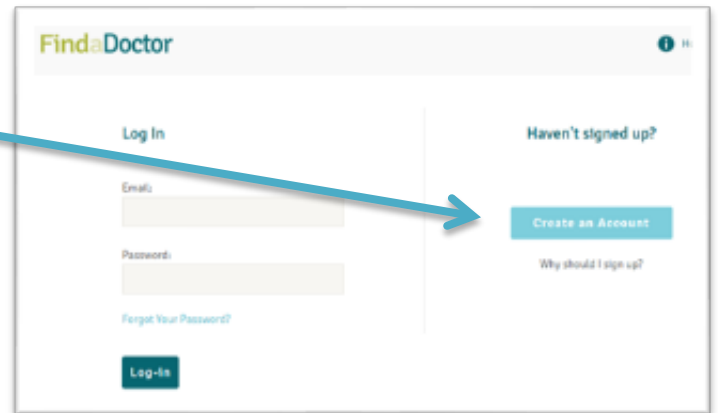 FindaDoctor
Log In
Email:
Password:
Forgot Your Password?
Log-In
Haven't signed up?
Create an Account
Why should I sign up?